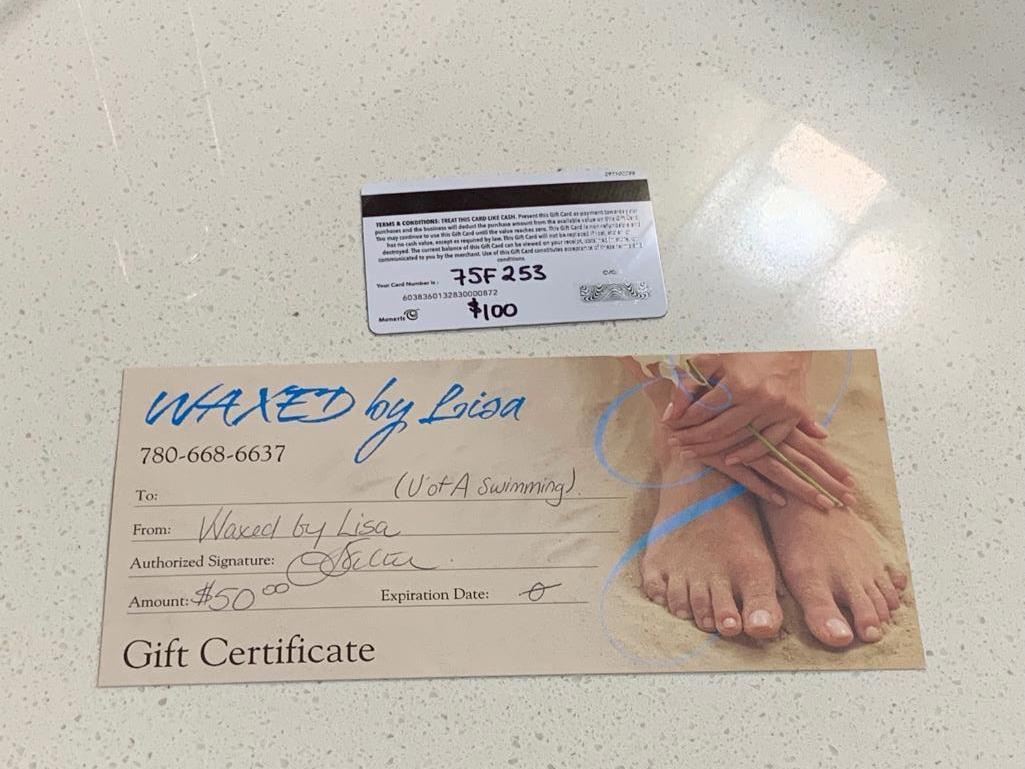 TERMS & CONDITIONS: TREAT THIS CARD LIKE CASH. Present this Gift Card as payment towards your
purchases and the business will deduct the purchase amount from the available value on this Gift Card.
You may continue to use this Gift Card until the value reaches zero. This Gift Card is non refundable and
has no cash value, except as required by law. This Gift Card will not be replaced if lost, stolen or
destroyed. The current balance of this Gift Card can be viewed on your receipt,
communicated to you by the merchant. Use of this Gift Card constitutes acceptance of these terms and
conditions.
Your Card Number is: 75F253
CVC:
6038360132830000872
Moneris $100
WAXED by Lisa
780-668-6637
To: (U of A Swimming)
From: Waxed by Lisa
Authorized Signature:
Amount: $50.00 Expiration Date: 0
Gift Certificate